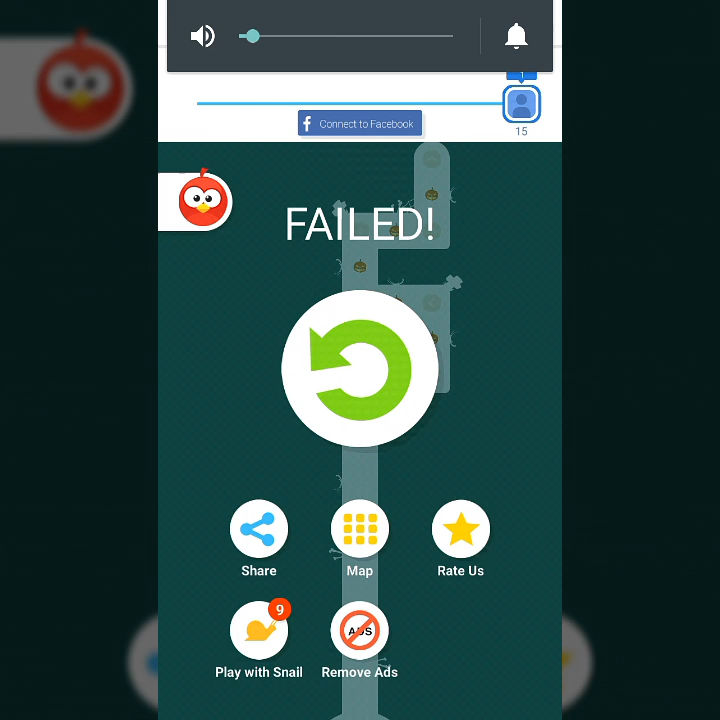 1
Connect to Facebook
15
FAILED!
Share
Map
Rate Us
9
ADS
Play with Snail
Remove Ads